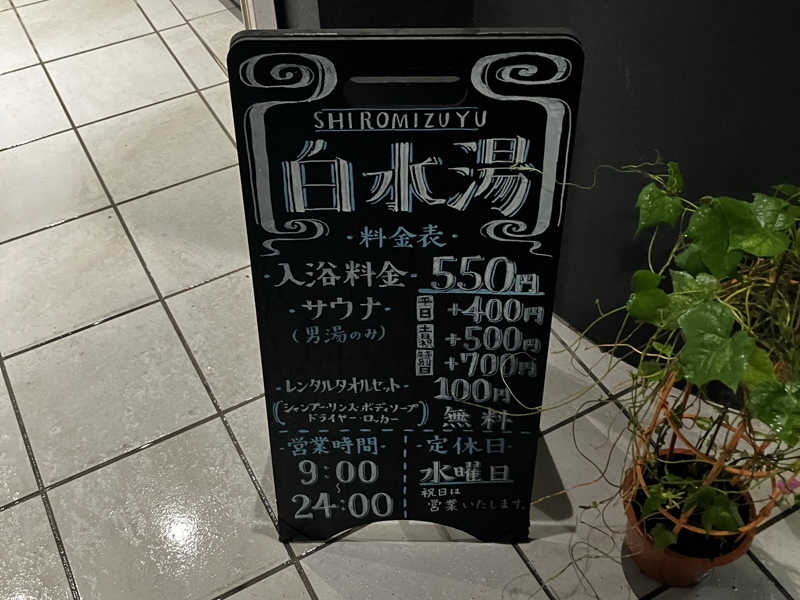 SHIROMIZUYU
白水湯
-料金表-
-入浴料金- 550円
-サウナ- 平日 +400円
(男湯のみ) 土日祝 +500円
特別日 +700円
-レンタルタオルセット- 100円
(シャンプー・リンス・ボディソープ
ドライヤー・ロッカー) 無料
-営業時間-
9:00
~
24:00
-定休日-
水曜日
祝日は
営業いたします。